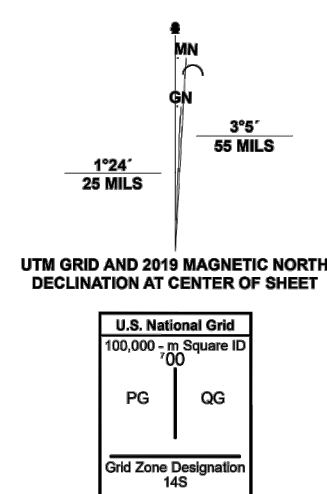 MN
GN
3°5´
55 MILS
1°24´
25 MILS
UTM GRID AND 2019 MAGNETIC NORTH
DECLINATION AT CENTER OF SHEET
U.S. National Grid
100,000 - m Square ID
⁷00
PG QG
Grid Zone Designation
14S